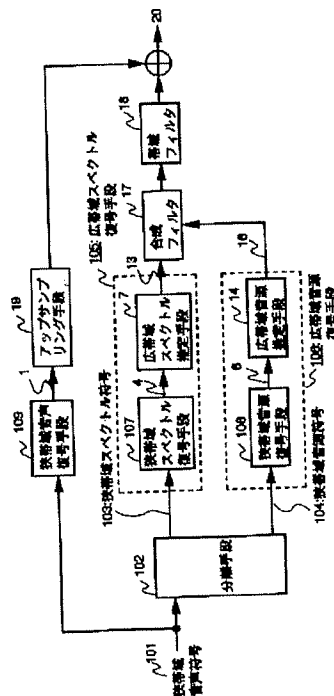 101
狭帯域
音声符号
109
狭帯域音声
復号手段
1
19
アップサンプ
リング手段
20
102
分離手段
103:狭帯域スペクトル符号
107
狭帯域
スペクトル
復号手段
4
7
広帯域
スペクトル
推定手段
13
105:広帯域スペクトル
復号手段
17
合成
フィルタ
18
帯域
フィルタ
104:狭帯域音源符号
108
狭帯域音源
復号手段
6
14
広帯域音源
推定手段
16
106:広帯域音源
復号手段